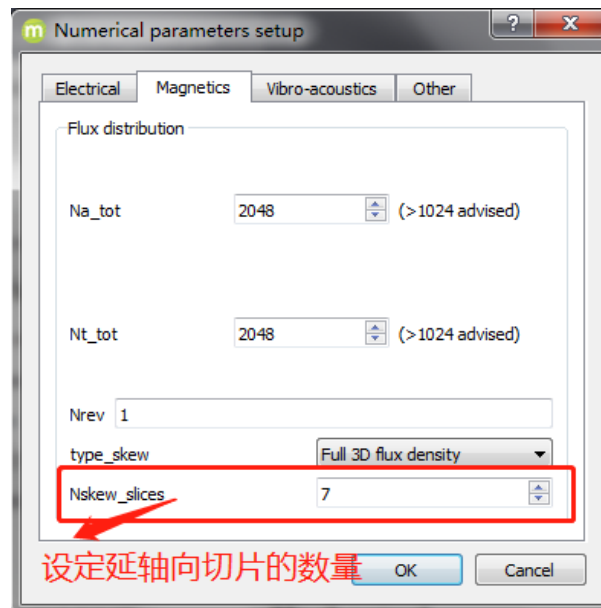 Numerical parameters setup
Electrical Magnetics Vibro-acoustics Other
Flux distribution
Na_tot 2048 (>1024 advised)
Nt_tot 2048 (>1024 advised)
Nrev 1
type_skew Full 3D flux density
Nskew_slices 7
设定延轴向切片的数量
OK Cancel